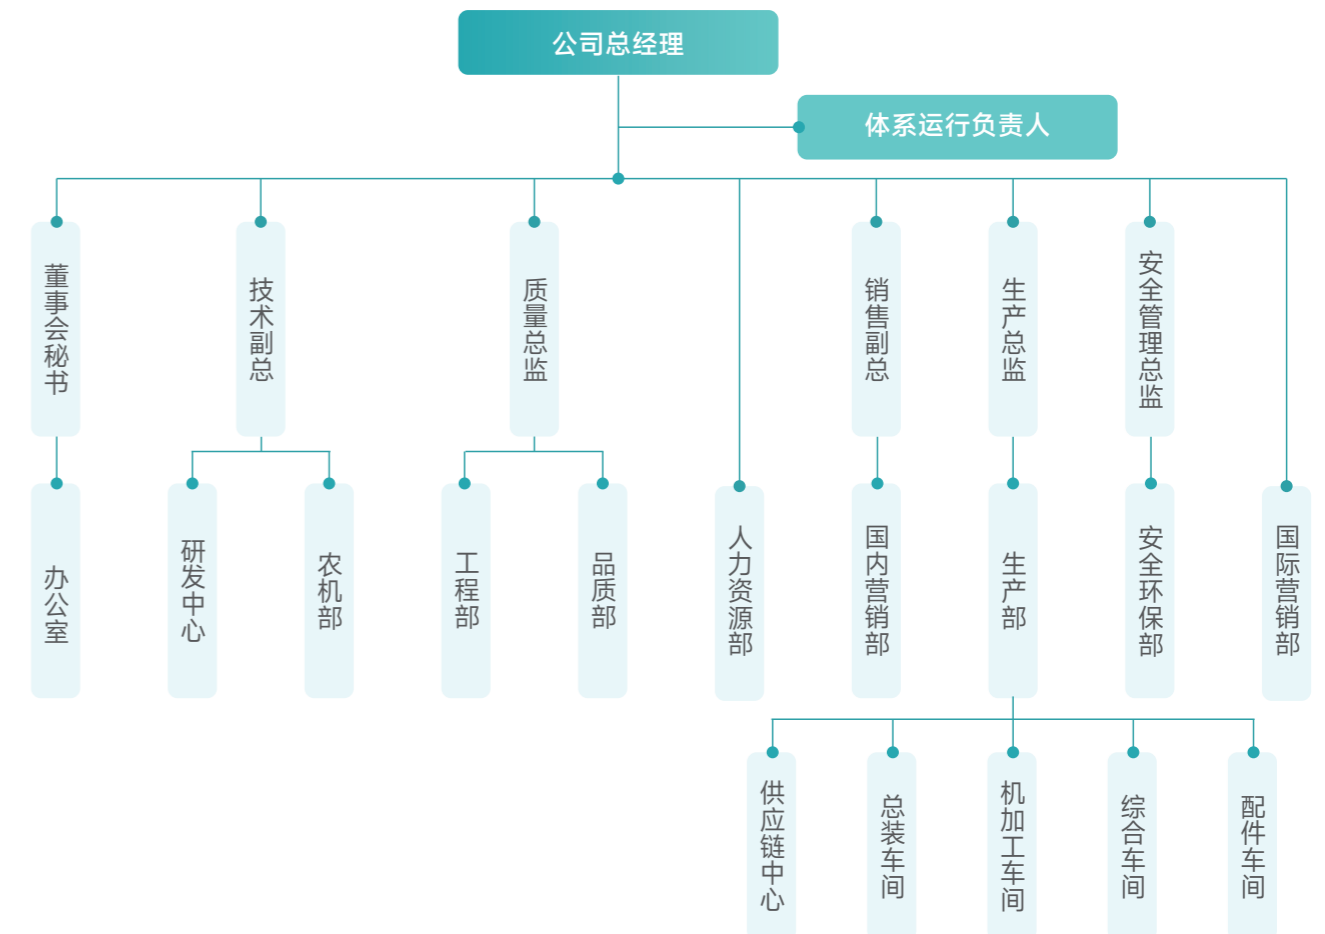 公司总经理
体系运行负责人
董事会秘书
技术副总
质量总监
销售副总
生产总监
安全管理总监
办公室
研发中心
农机部
工程部
品质部
人力资源部
国内营销部
生产部
安全环保部
国际营销部
供应链中心
总装车间
机加工车间
综合车间
配件车间